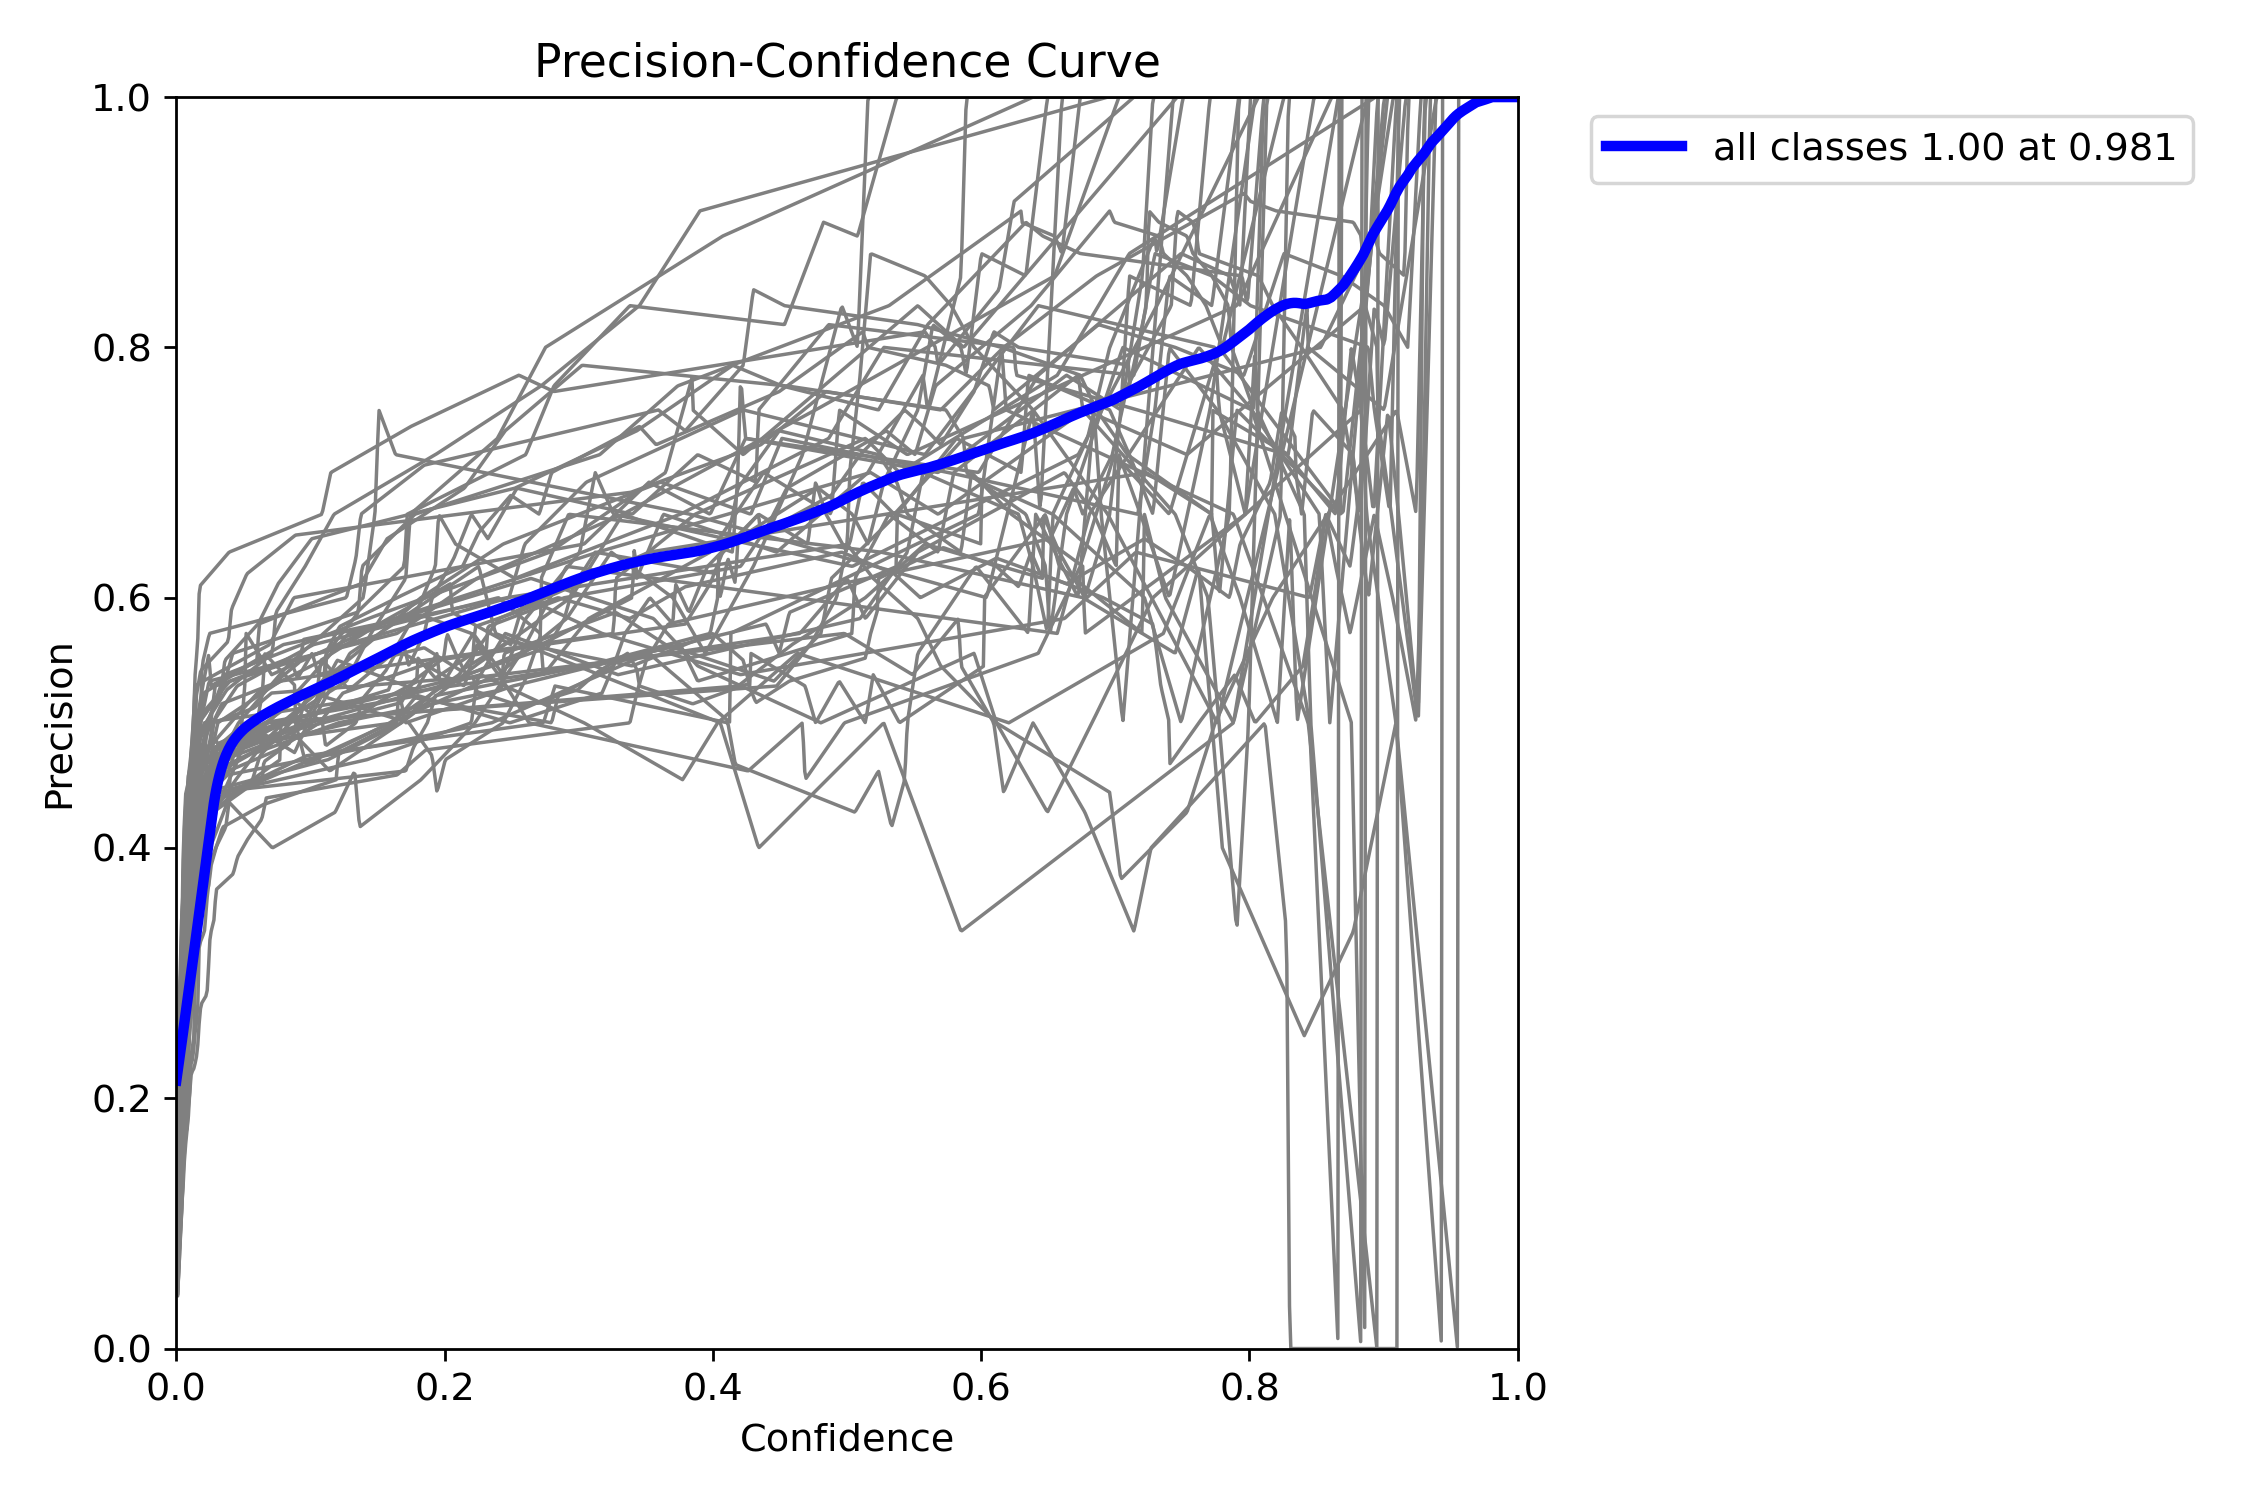 Precision-Confidence Curve
all classes 1.00 at 0.981
1.0
0.8
0.6
0.4
0.2
0.0
Precision
0.0 0.2 0.4 0.6 0.8 1.0
Confidence